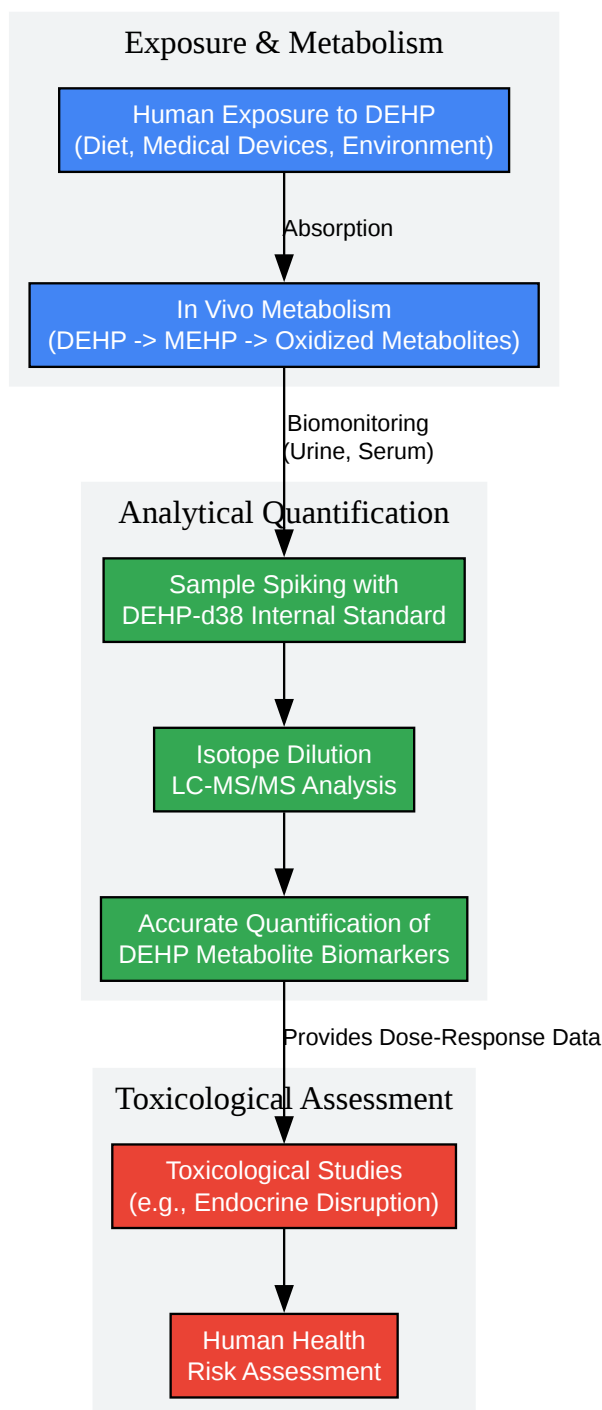 Exposure & Metabolism
Human Exposure to DEHP
(Diet, Medical Devices, Environment)
Absorption
In Vivo Metabolism
(DEHP -> MEHP -> Oxidized Metabolites)
Biomonitoring
(Urine, Serum)
Analytical Quantification
Sample Spiking with
DEHP-d38 Internal Standard
Isotope Dilution
LC-MS/MS Analysis
Accurate Quantification of
DEHP Metabolite Biomarkers
Provides Dose-Response Data
Toxicological Assessment
Toxicological Studies
(e.g., Endocrine Disruption)
Human Health
Risk Assessment